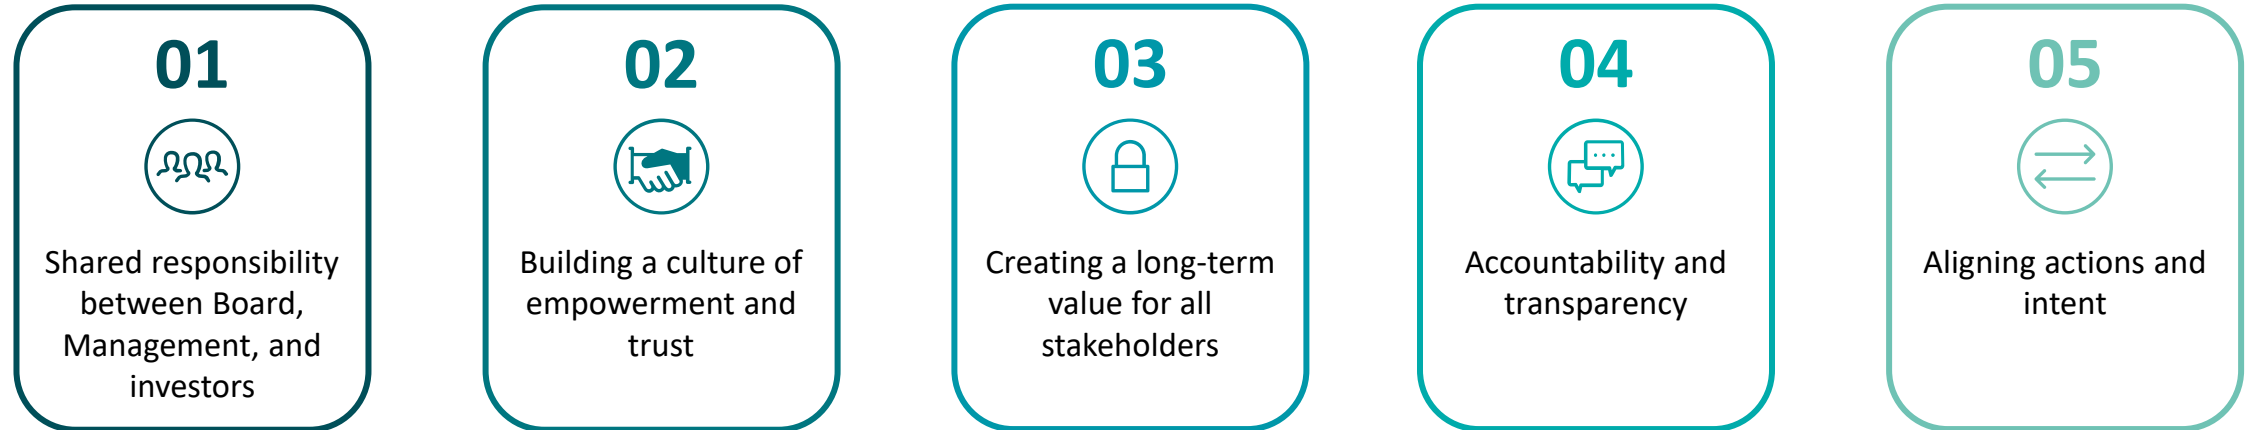 01
Shared responsibility
between Board,
Management, and
investors
02
Building a culture of
empowerment and
trust
03
Creating a long-term
value for all
stakeholders
04
Accountability and
transparency
05
Aligning actions and
intent